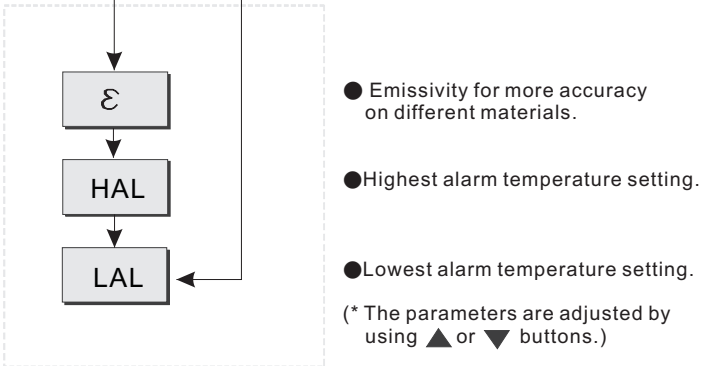 ε
● Emissivity for more accuracy
on different materials.
HAL
●Highest alarm temperature setting.
LAL
●Lowest alarm temperature setting.
(* The parameters are adjusted by
using ▲ or ▼ buttons.)